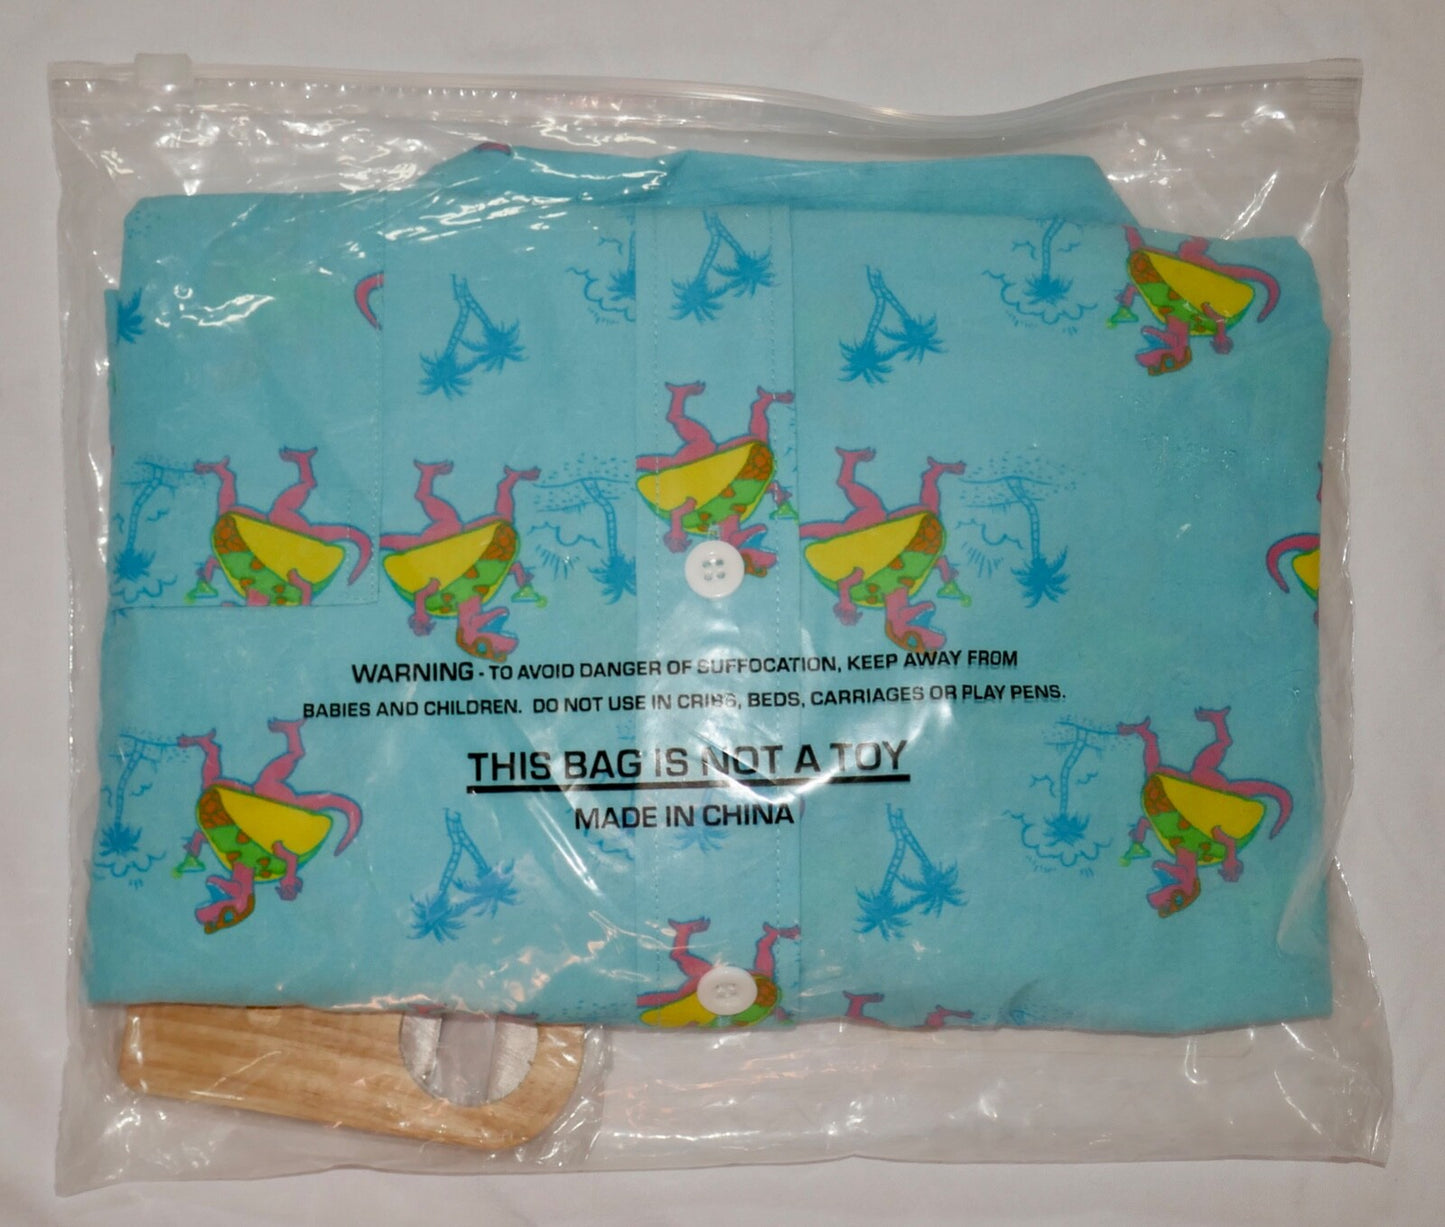 WARNING - TO AVOID DANGER OF SUFFOCATION, KEEP AWAY FROM
BABIES AND CHILDREN. DO NOT USE IN CRIBS, BEDS, CARRIAGES OR PLAY PENS.
THIS BAG IS NOT A TOY
MADE IN CHINA